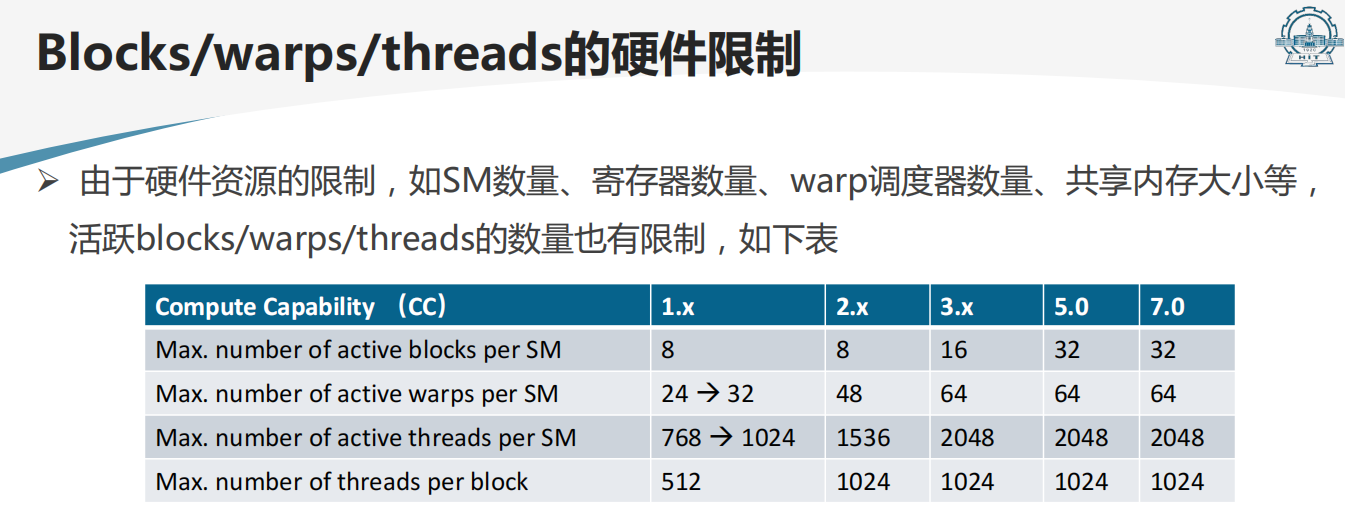 Blocks/warps/threads的硬件限制
➢ 由于硬件资源的限制，如SM数量、寄存器数量、warp调度器数量、共享内存大小等，
活跃blocks/warps/threads的数量也有限制，如下表
Compute Capability （CC） 1.x 2.x 3.x 5.0 7.0
Max. number of active blocks per SM 8 8 16 32 32
Max. number of active warps per SM 24 → 32 48 64 64 64
Max. number of active threads per SM 768 → 1024 1536 2048 2048 2048
Max. number of threads per block 512 1024 1024 1024 1024
1920
HIT